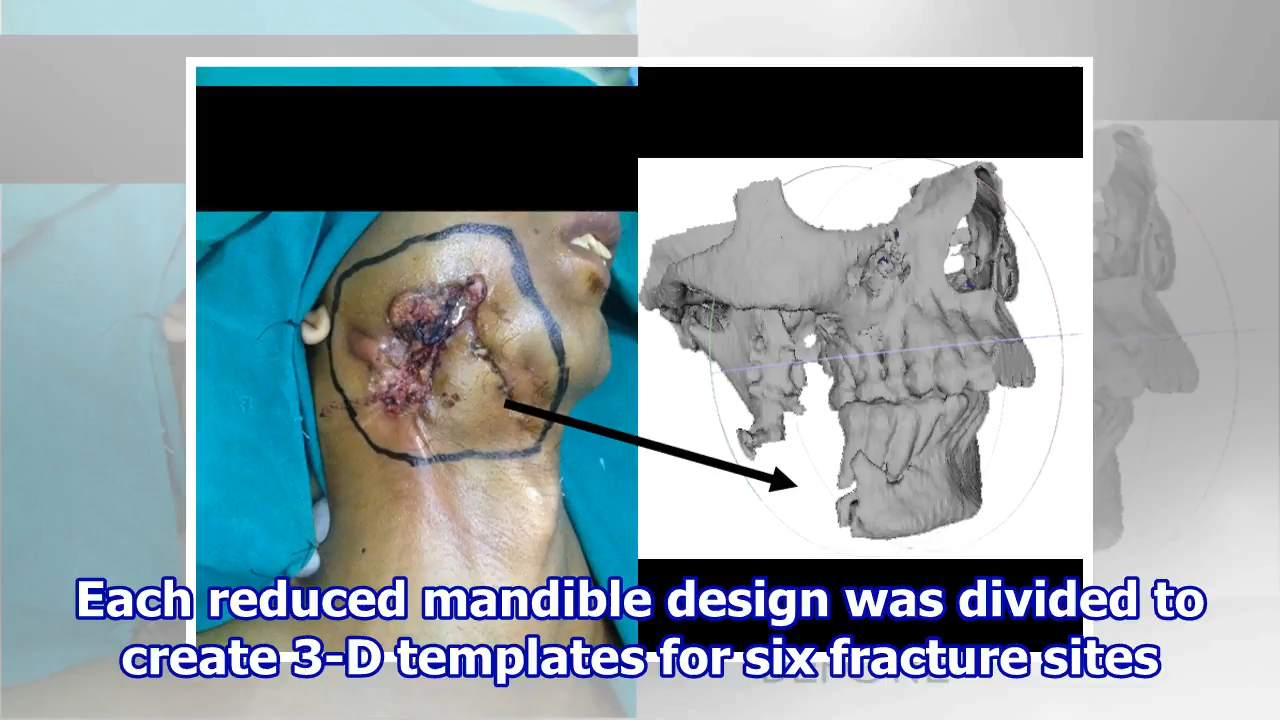 Each reduced mandible design was divided to
create 3-D templates for six fracture sites